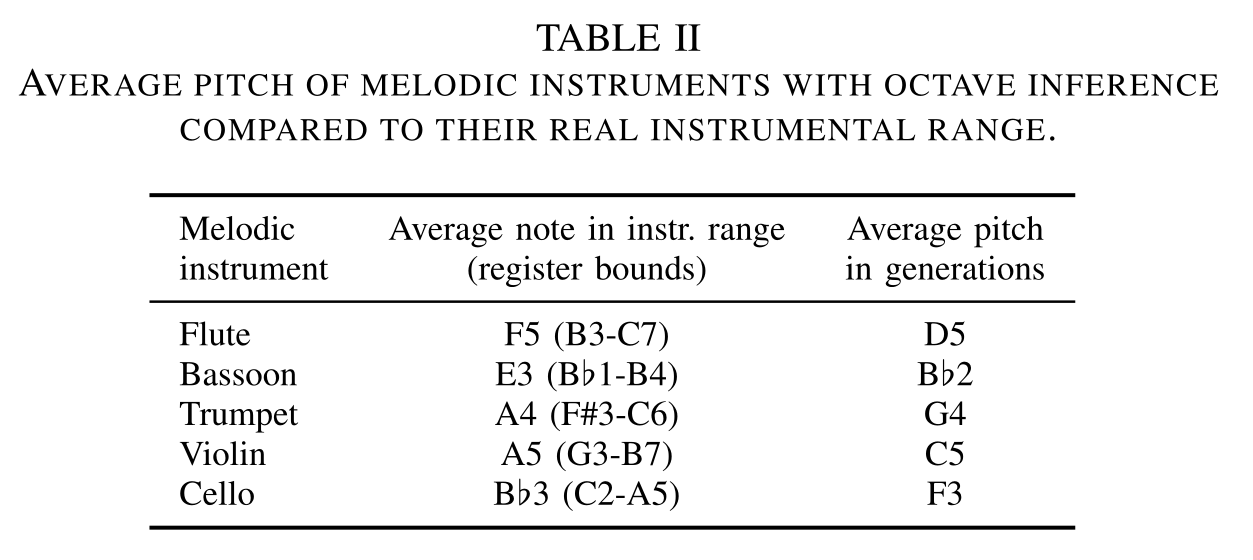 TABLE II
AVERAGE PITCH OF MELODIC INSTRUMENTS WITH OCTAVE INFERENCE
COMPARED TO THEIR REAL INSTRUMENTAL RANGE.
Melodic instrument Average note in instr. range (register bounds) Average pitch in generations
Flute F5 (B3-C7) D5
Bassoon E3 (B♭1-B4) B♭2
Trumpet A4 (F#3-C6) G4
Violin A5 (G3-B7) C5
Cello B♭3 (C2-A5) F3